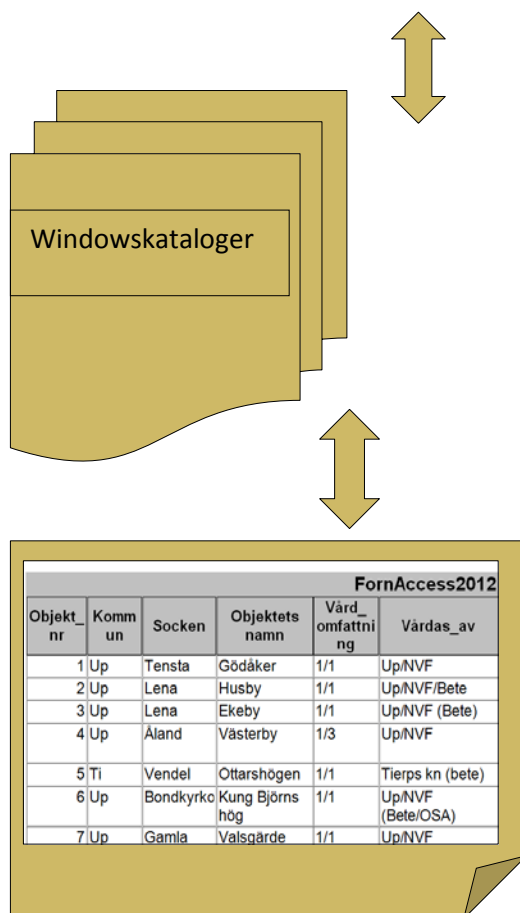 Windowskataloger
FornAccess2012
Objekt_nr Kommun Socken Objektets namn Vård_omfattning Vårdas_av
1 Up Tensta Gödåker 1/1 Up/NVF
2 Up Lena Husby 1/1 Up/NVF/Bete
3 Up Lena Ekeby 1/1 Up/NVF (Bete)
4 Up Åland Västerby 1/3 Up/NVF
5 Ti Vendel Ottarshögen 1/1 Tierps kn (bete)
6 Up Bondkyrko Kung Björns hög 1/1 Up/NVF (Bete/OSA)
7 Up Gamla Valsgärde 1/1 Up/NVF